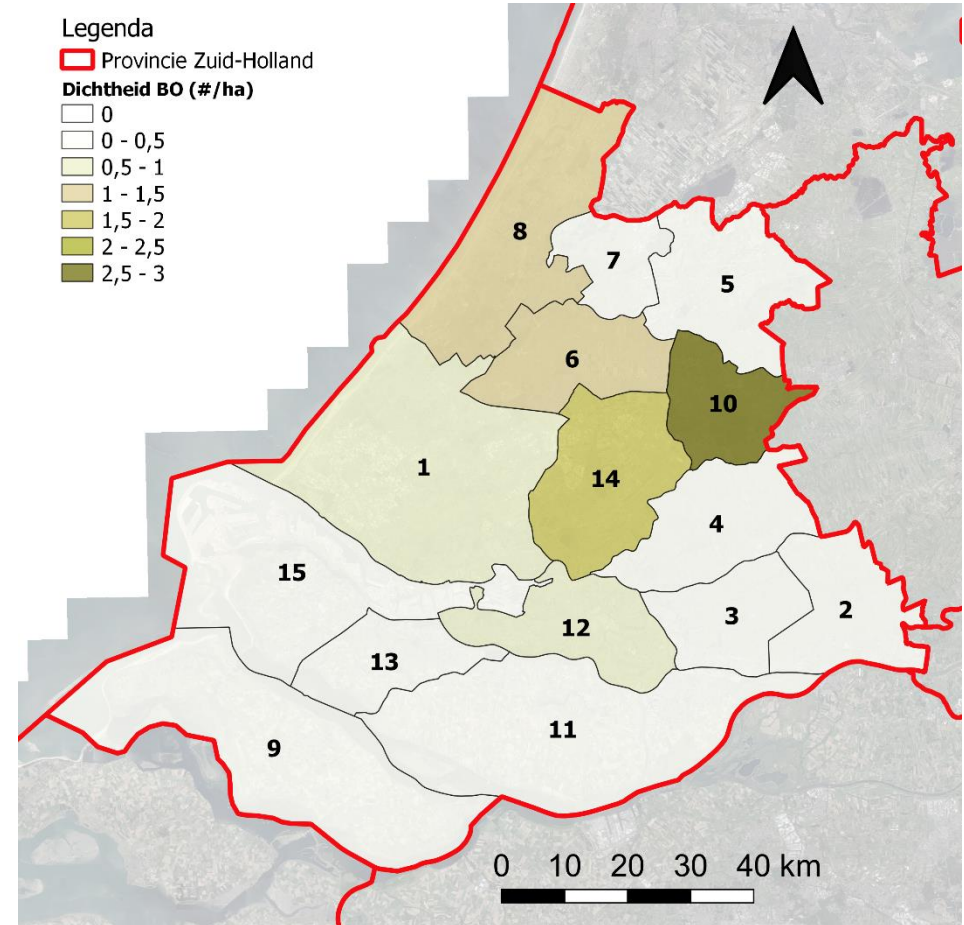 Legenda
Provincie Zuid-Holland
Dichtheid BO (#/ha)
0
0 - 0,5
0,5 - 1
1 - 1,5
1,5 - 2
2 - 2,5
2,5 - 3
8
7
5
6
10
1
14
4
15
12
3
2
13
11
9
0 10 20 30 40 km